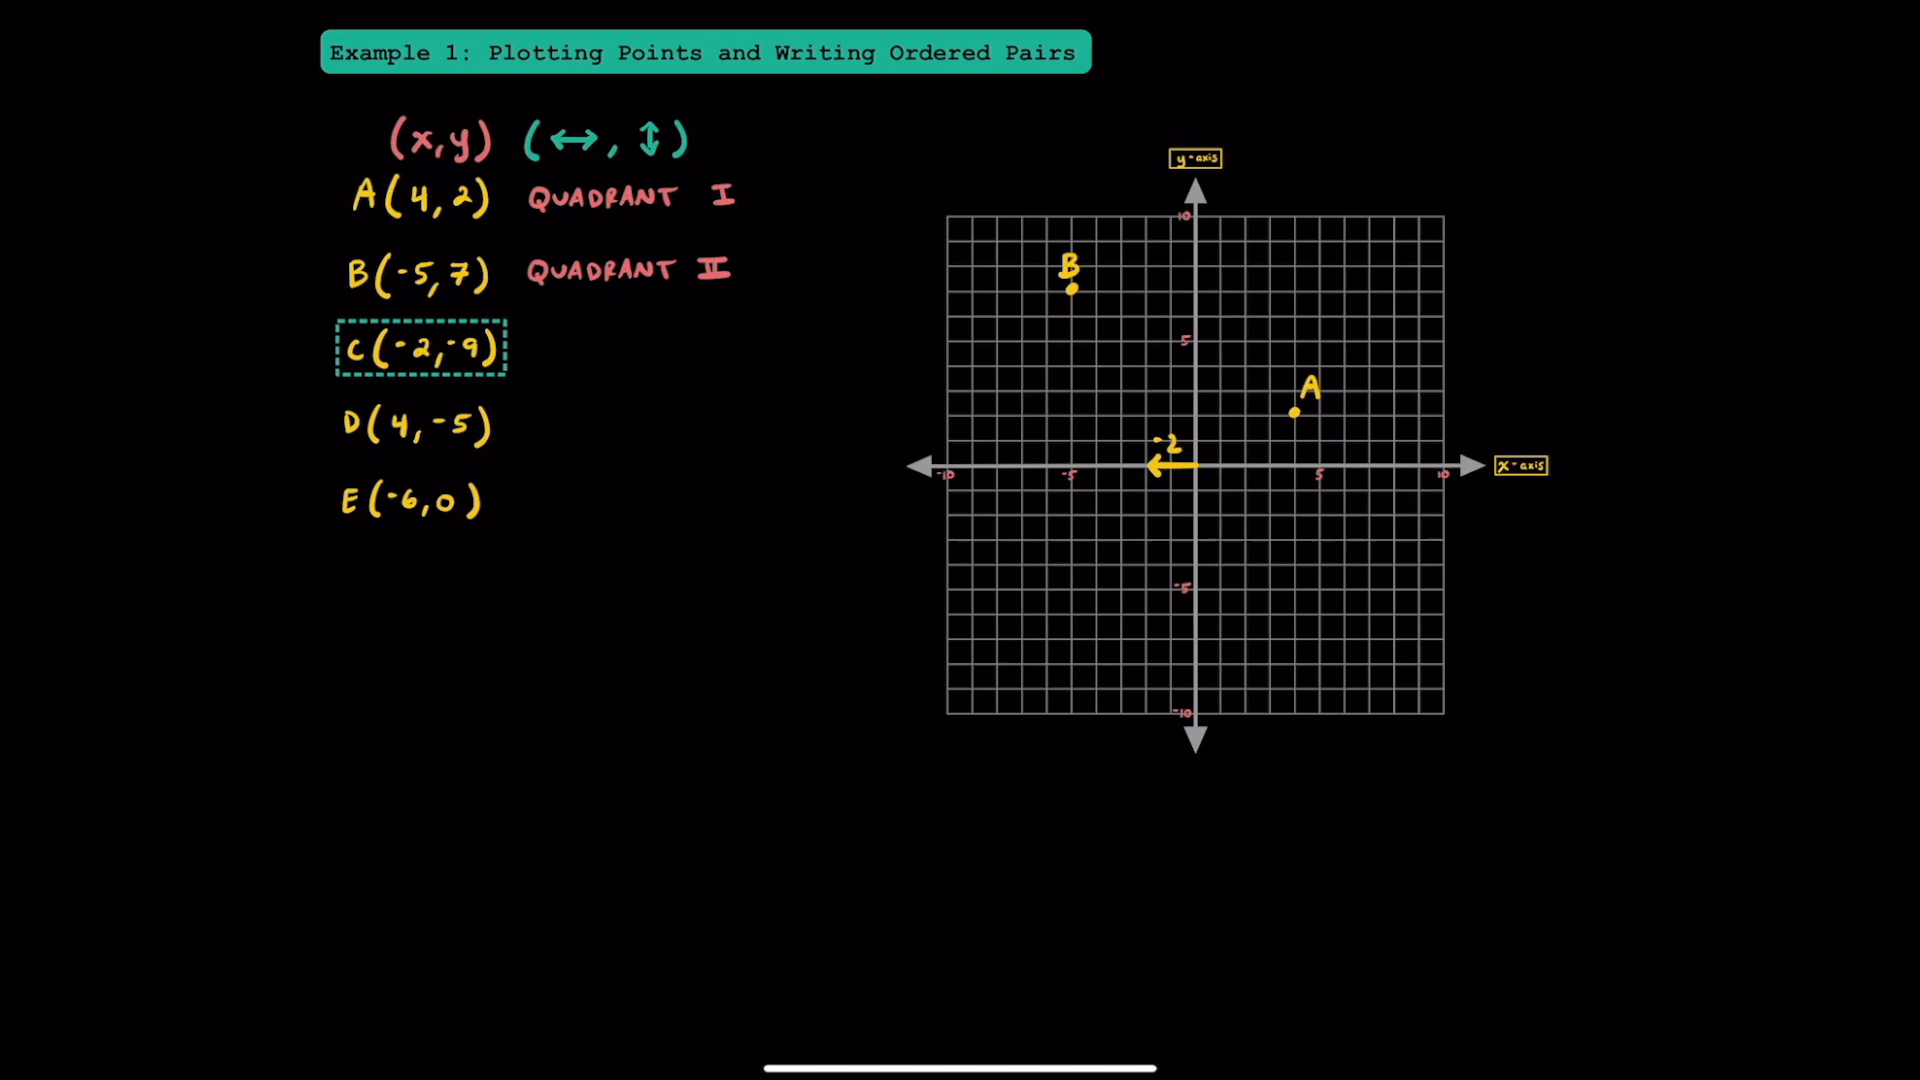 Example 1: Plotting Points and Writing Ordered Pairs
(x,y) (↔, ↕)
A(4, 2) QUADRANT I
B(-5, 7) QUADRANT II
C(-2,-9)
D(4,-5)
E(-6,0)
y-axis
10
B
5
A
-2
-10 -5 5 10 x-axis
-5
-10